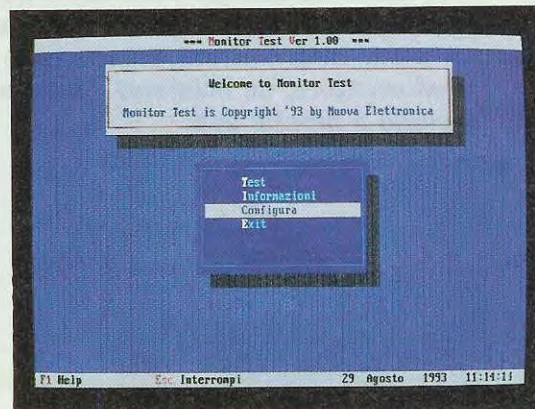 *** Monitor Test Ver 1.00 ***
Welcome to Monitor Test
Monitor Test is Copyright '93 by Nuova Elettronica
Test
Informazioni
Configura
Exit
F1 Help Esc Interrompi 29 Agosto 1993 11:14:11